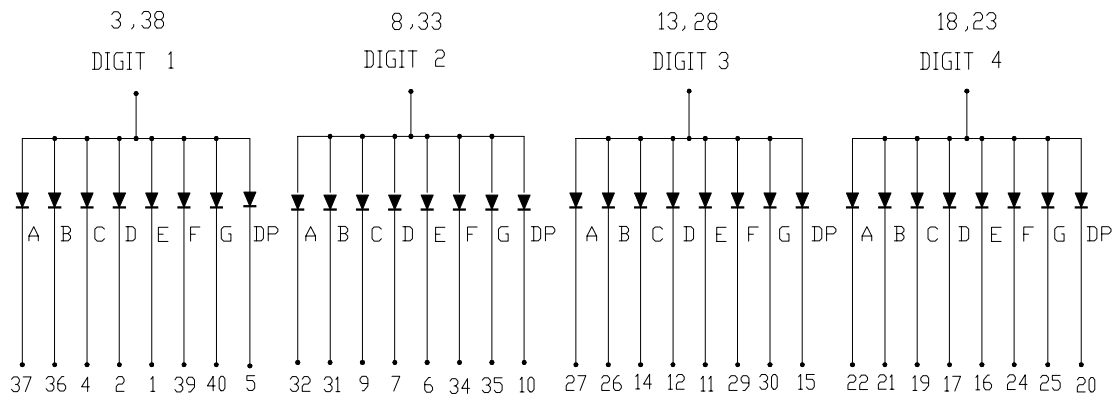 3,38 8,33 13,28 18,23
DIGIT 1 DIGIT 2 DIGIT 3 DIGIT 4
A B C D E F G DP A B C D E F G DP A B C D E F G DP A B C D E F G DP
37 36 4 2 1 39 40 5 32 31 9 7 6 34 35 10 27 26 14 12 11 29 30 15 22 21 19 17 16 24 25 20